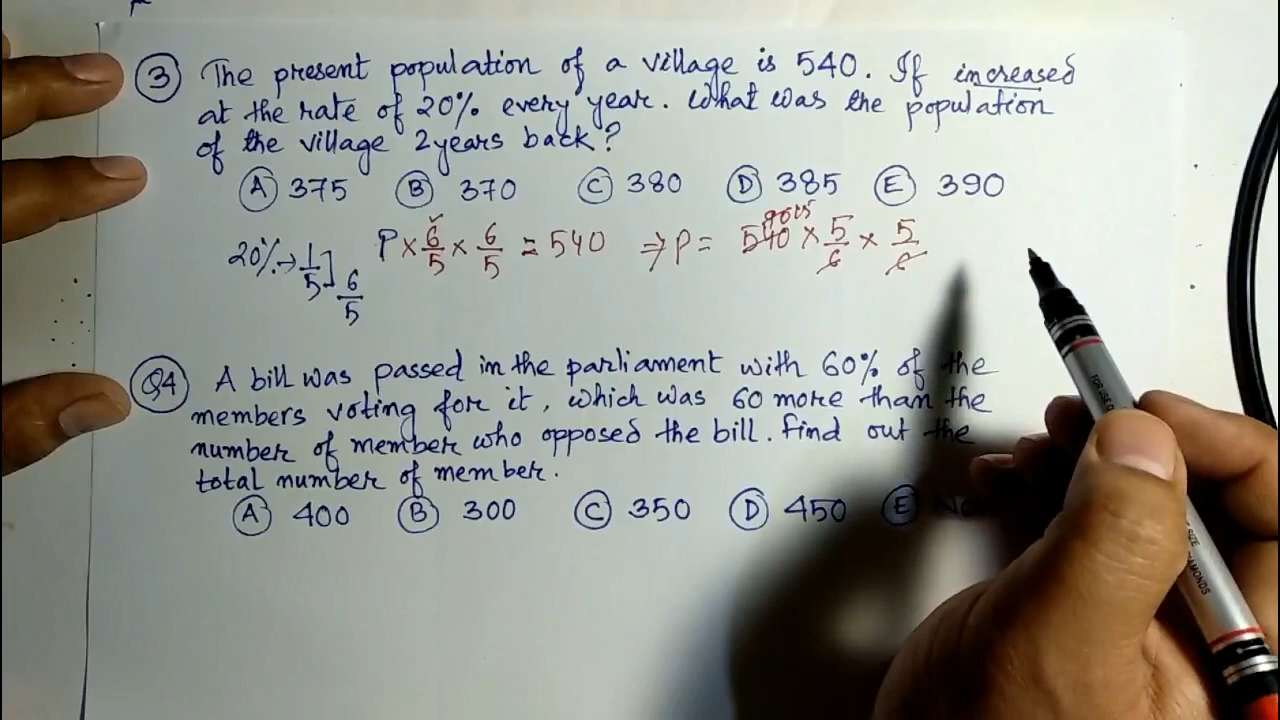 ③ The present population of a village is 540. If increased
at the rate of 20% every year. What was the population
of the village 2years back?
Ⓐ 375 Ⓑ 370 Ⓒ 380 Ⓓ 385 Ⓔ 390
20% → 1/5] 6/5 P × 6/5 × 6/5 = 540 ⇒ P = 540 × 5/6 × 5/6
90 15
Q4 A bill was passed in the parliament with 60% of the
members voting for it, which was 60 more than the
number of member who opposed the bill. Find out the
total number of member.
Ⓐ 400 Ⓑ 300 Ⓒ 350 Ⓓ 450 Ⓔ